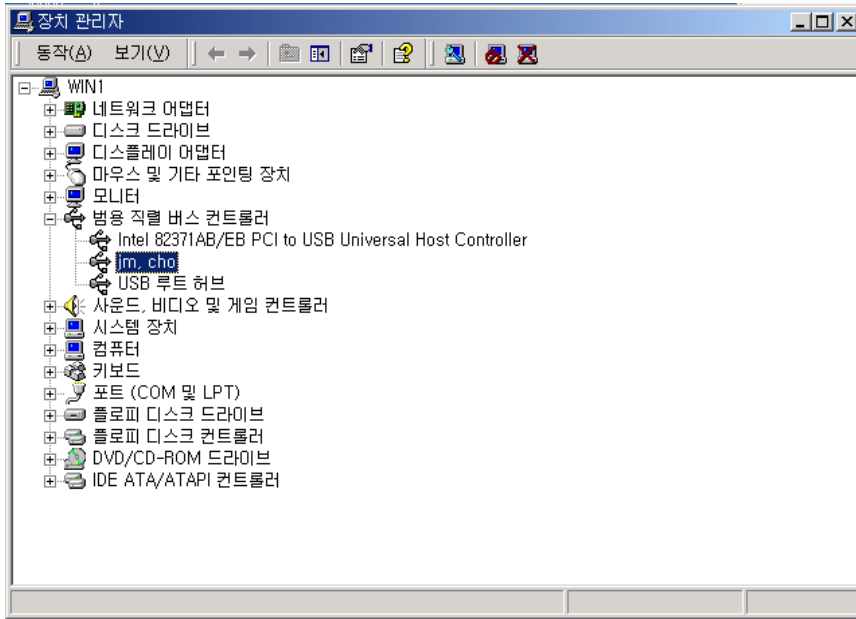 장치 관리자
동작(A) 보기(V)
WIN1
네트워크 어댑터
디스크 드라이브
디스플레이 어댑터
마우스 및 기타 포인팅 장치
모니터
범용 직렬 버스 컨트롤러
Intel 82371AB/EB PCI to USB Universal Host Controller
jm, cho
USB 루트 허브
사운드, 비디오 및 게임 컨트롤러
시스템 장치
컴퓨터
키보드
포트 (COM 및 LPT)
플로피 디스크 드라이브
플로피 디스크 컨트롤러
DVD/CD-ROM 드라이브
IDE ATA/ATAPI 컨트롤러